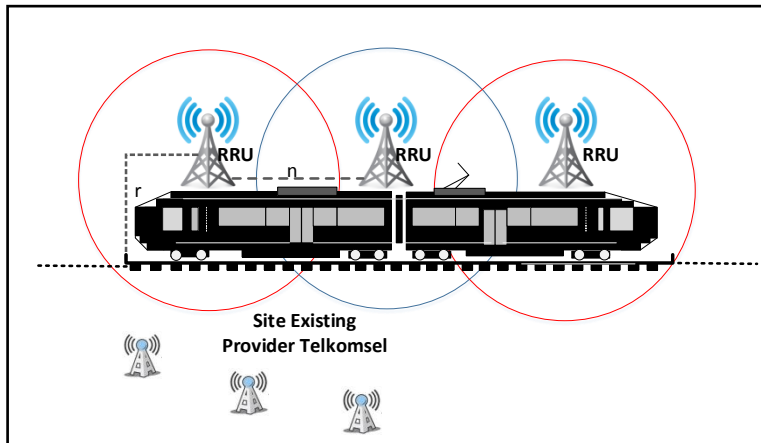 RRU
RRU
RRU
n
r
Site Existing
Provider Telkomsel